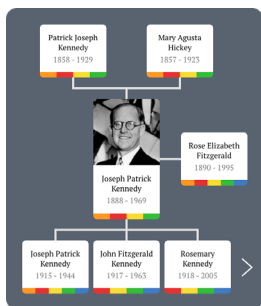 Patrick Joseph
Kennedy
1858 - 1929
Mary Agusta
Hickey
1857 - 1923
Joseph Patrick
Kennedy
1888 - 1969
Rose Elizabeth
Fitzgerald
1890 - 1995
Joseph Patrick
Kennedy
1915 - 1944
John Fitzgerald
Kennedy
1917 - 1963
Rosemary
Kennedy
1918 - 2005